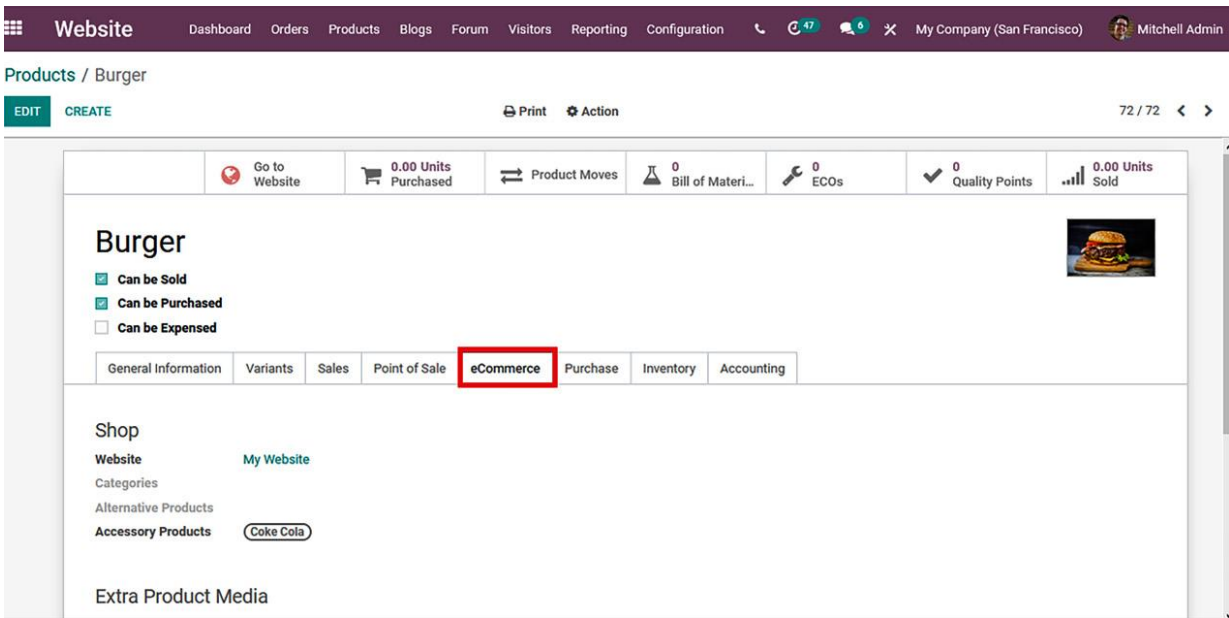 Website Dashboard Orders Products Blogs Forum Visitors Reporting Configuration 47 6 My Company (San Francisco) Mitchell Admin
Products / Burger
EDIT CREATE Print Action 72 / 72
Go to Website
0.00 Units Purchased
Product Moves
0 Bill of Materi...
0 ECOs
0 Quality Points
0.00 Units Sold
Burger
Can be Sold
Can be Purchased
Can be Expensed
General Information Variants Sales Point of Sale eCommerce Purchase Inventory Accounting
Shop
Website My Website
Categories
Alternative Products
Accessory Products Coke Cola
Extra Product Media